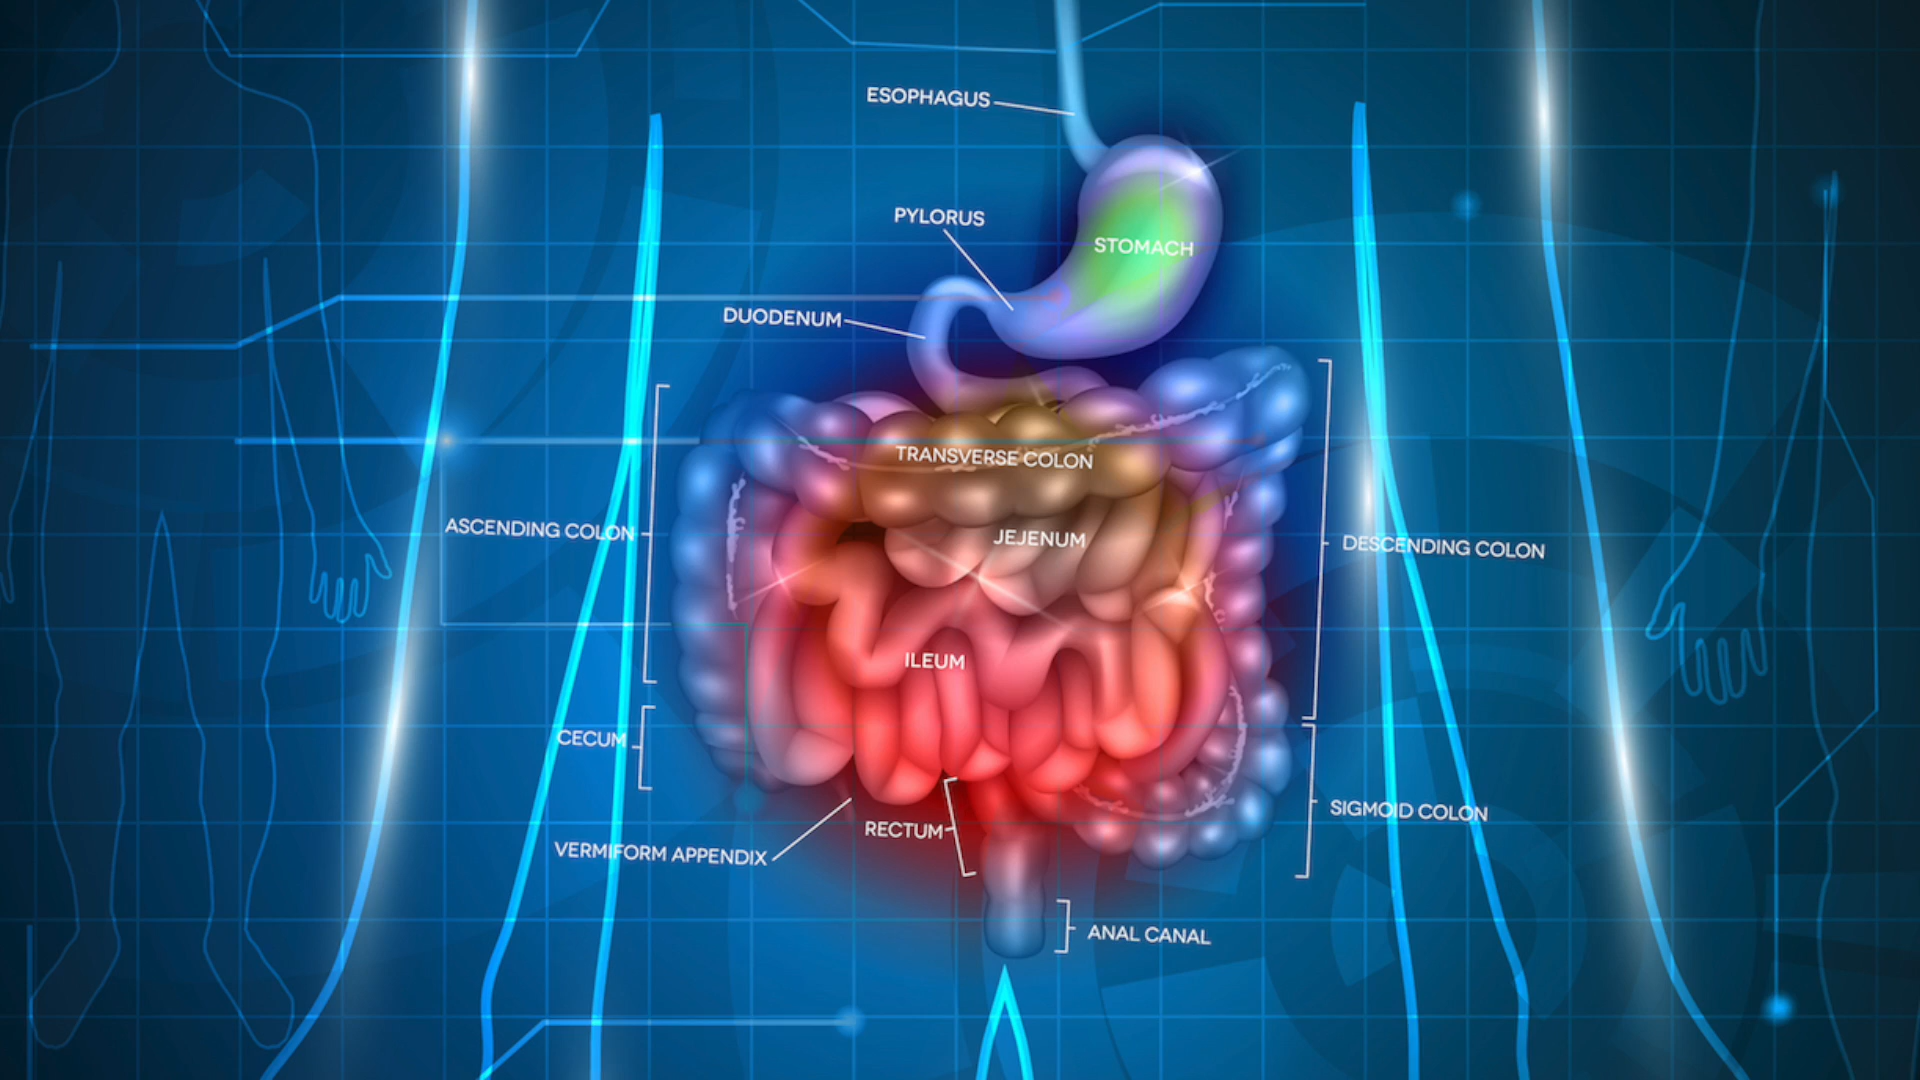 ESOPHAGUS
PYLORUS
STOMACH
DUODENUM
TRANSVERSE COLON
ASCENDING COLON
JEJENUM
DESCENDING COLON
ILEUM
CECUM
SIGMOID COLON
RECTUM
VERMIFORM APPENDIX
ANAL CANAL